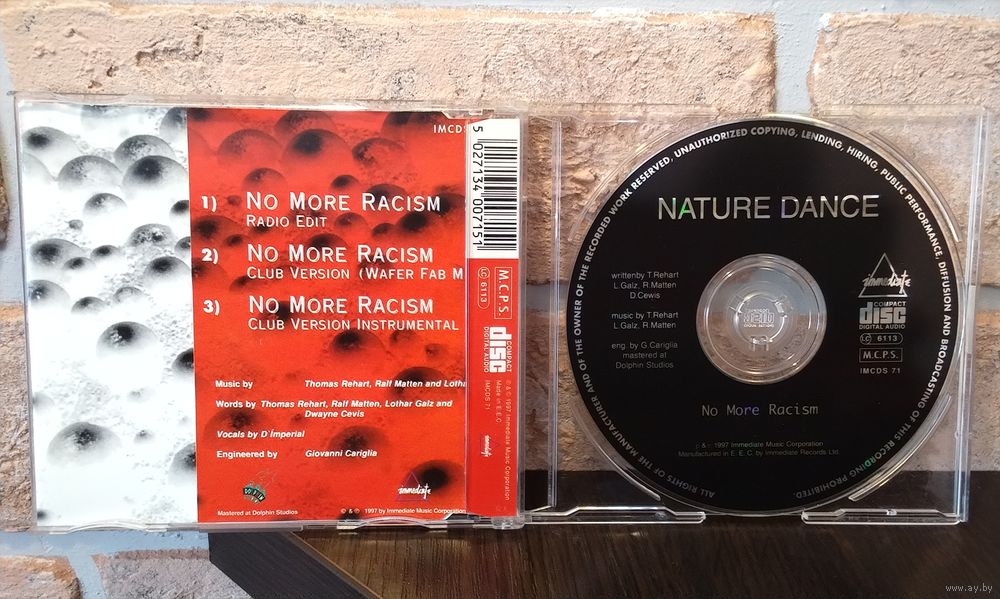 IMCDS
1) No More Racism
Radio Edit
2) No More Racism
Club Version (Wafer Fab M
3) No More Racism
Club Version Instrumental
Music by Thomas Rehart, Ralf Matten and Lotha
Words by Thomas Rehart, Ralf Matten, Lothar Galz and
Dwayne Cevis
Vocals by D'Imperial
Engineered by Giovanni Cariglia
immediate
Mastered at Dolphin Studios
℗ & © 1997 by Immediate Music Corporation
5 027134 007151
LC 6113
M.C.P.S.
COMPACT
disc
DIGITAL AUDIO
IMCDS 71
℗ & © 1997 Immediate Music Corporation
Made in E.E.C.
immediate
ALL RIGHTS OF THE MANUFACTURER AND OF THE OWNER OF THE RECORDED WORK RESERVED, UNAUTHORIZED COPYING, LENDING, HIRING, PUBLIC PERFORMANCE, DIFFUSION AND BROADCASTING OF THIS RECORDING PROHIBITED.
NATURE DANCE
writtenby T.Rehart
L.Galz, R.Matten
D.Cewis
music by T.Rehart
L.Galz, R.Matten
eng. by G.Cariglia
mastered at
Dolphin Studios
immediate
COMPACT
disc
DIGITAL AUDIO
LC 6113
M.C.P.S.
IMCDS 71
No More Racism
℗ & © 1997 Immediate Music Corporation
Manufactured in E.E.C. by Immediate Records Ltd.
www.ay.by